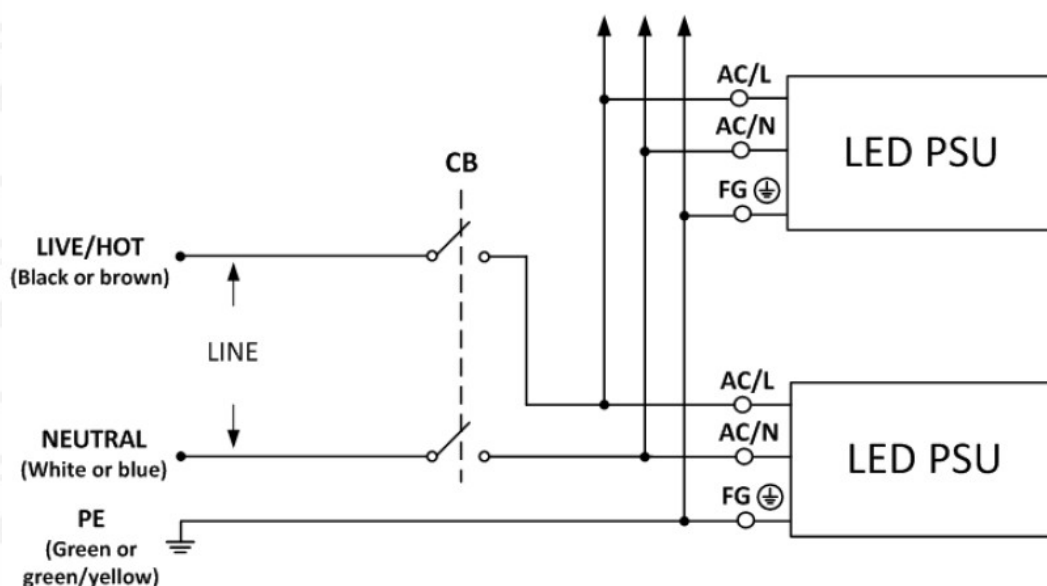 AC/L
AC/N
LED PSU
FG
CB
LIVE/HOT
(Black or brown)
LINE
AC/L
NEUTRAL
(White or blue)
AC/N
LED PSU
FG
PE
(Green or
green/yellow)